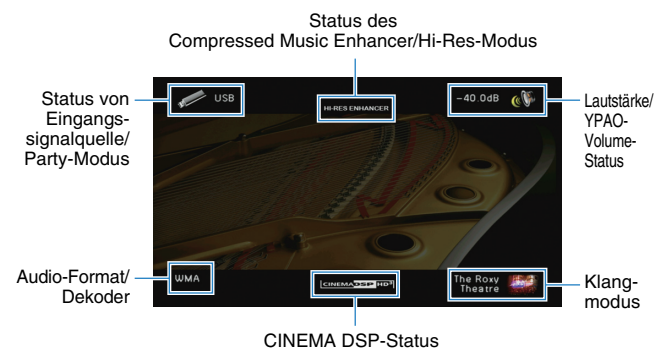 Status des
Compressed Music Enhancer/Hi-Res-Modus
Status von
Eingangs-
signalquelle/
Party-Modus
USB
HI-RES ENHANCER
-40.0dB
Lautstärke/
YPAO-
Volume-
Status
Audio-Format/
Dekoder
WMA
CINEMA DSP HD³
The Roxy
Theatre
Klang-
modus
CINEMA DSP-Status